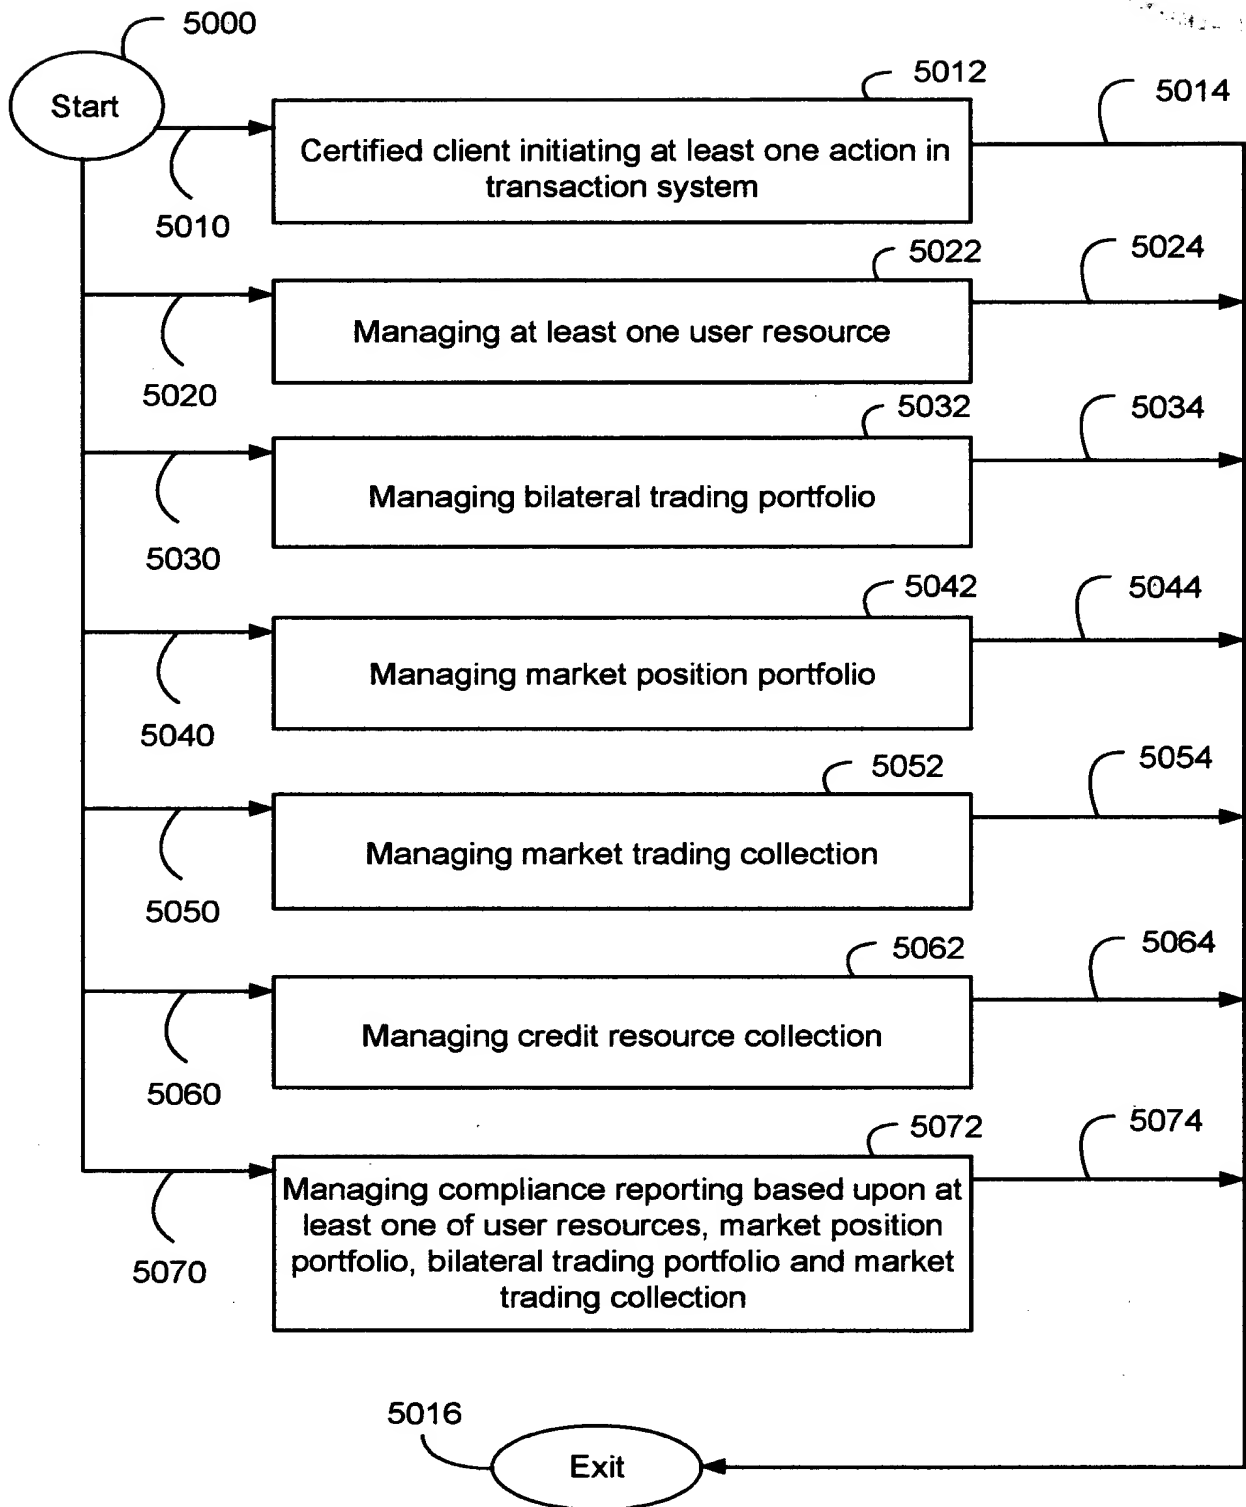 5000
Start
5012
5014
Certified client initiating at least one action in
transaction system
5010
5022
5024
Managing at least one user resource
5020
5032
5034
Managing bilateral trading portfolio
5030
5042
5044
Managing market position portfolio
5040
5052
5054
Managing market trading collection
5050
5062
5064
Managing credit resource collection
5060
5072
5074
Managing compliance reporting based upon at
least one of user resources, market position
portfolio, bilateral trading portfolio and market
trading collection
5070
5016
Exit